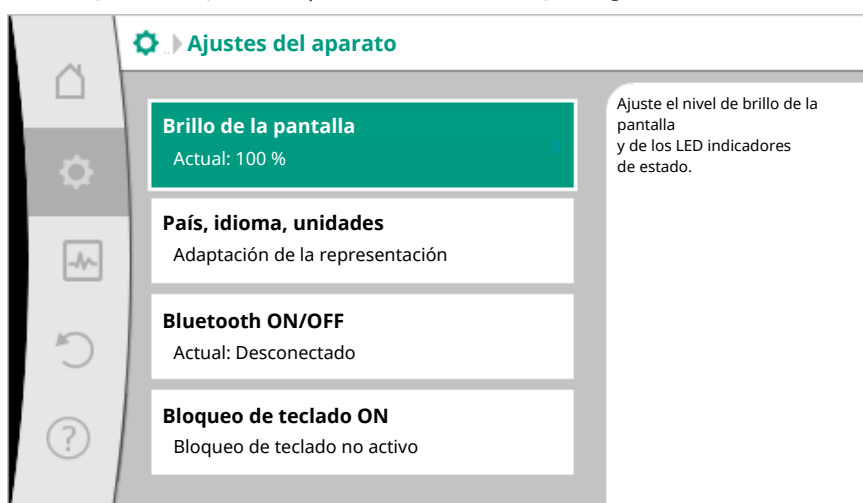 Ajustes del aparato
Brillo de la pantalla
Actual: 100 %
País, idioma, unidades
Adaptación de la representación
Bluetooth ON/OFF
Actual: Desconectado
Bloqueo de teclado ON
Bloqueo de teclado no activo
Ajuste el nivel de brillo de la
pantalla
y de los LED indicadores
de estado.